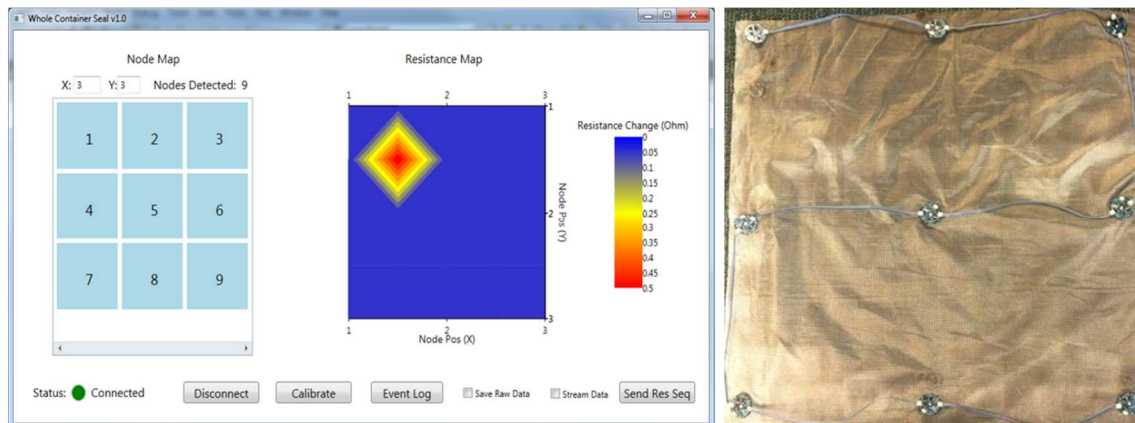 Whole Container Seal v1.0
Node Map
X: 3 Y: 3 Nodes Detected: 9
1 2 3
4 5 6
7 8 9
Resistance Map
1 2 3
1
2
3
Node Pos (Y)
1 2 3
Node Pos (X)
Resistance Change (Ohm)
0
0.05
0.1
0.15
0.2
0.25
0.3
0.35
0.4
0.45
0.5
Status: Connected
Disconnect
Calibrate
Event Log
Save Raw Data
Stream Data
Send Res Seq